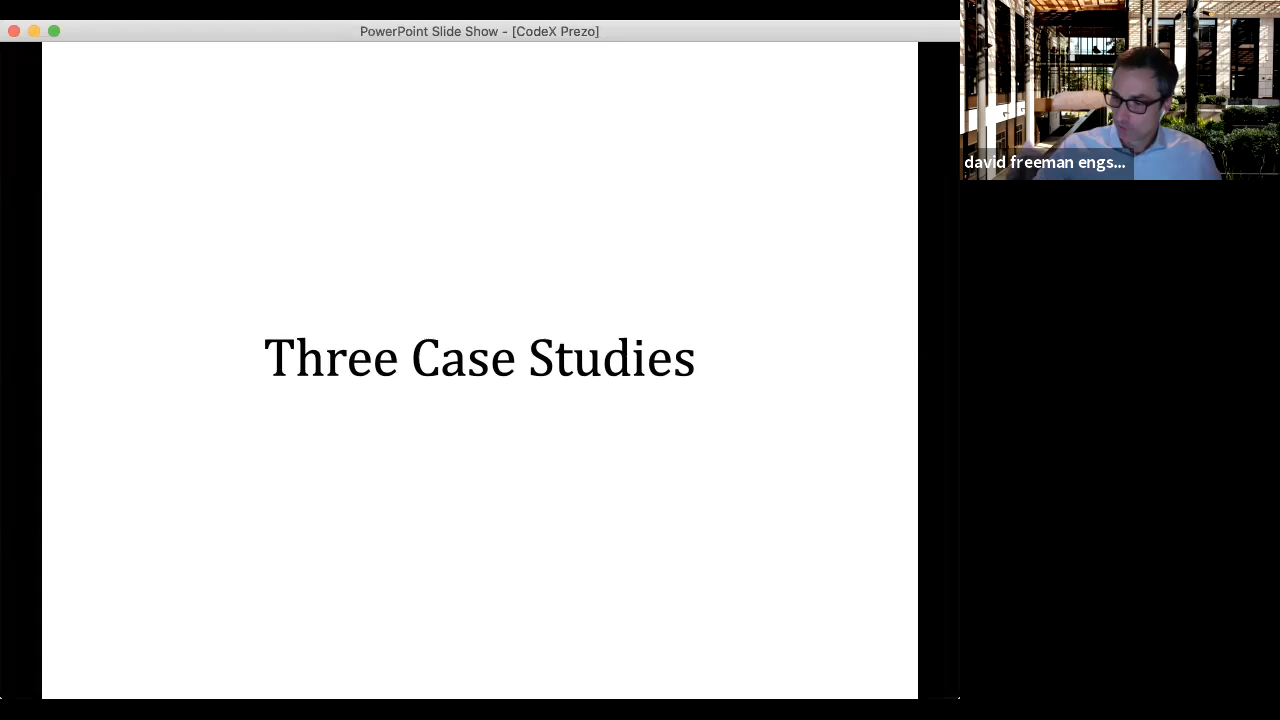 PowerPoint Slide Show - [CodeX Prezo]
Three Case Studies
david freeman engs...